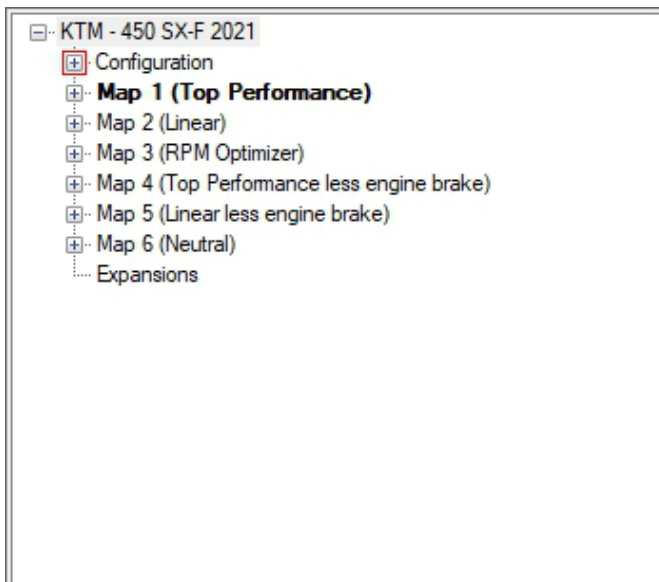 KTM - 450 SX-F 2021
Configuration
Map 1 (Top Performance)
Map 2 (Linear)
Map 3 (RPM Optimizer)
Map 4 (Top Performance less engine brake)
Map 5 (Linear less engine brake)
Map 6 (Neutral)
Expansions